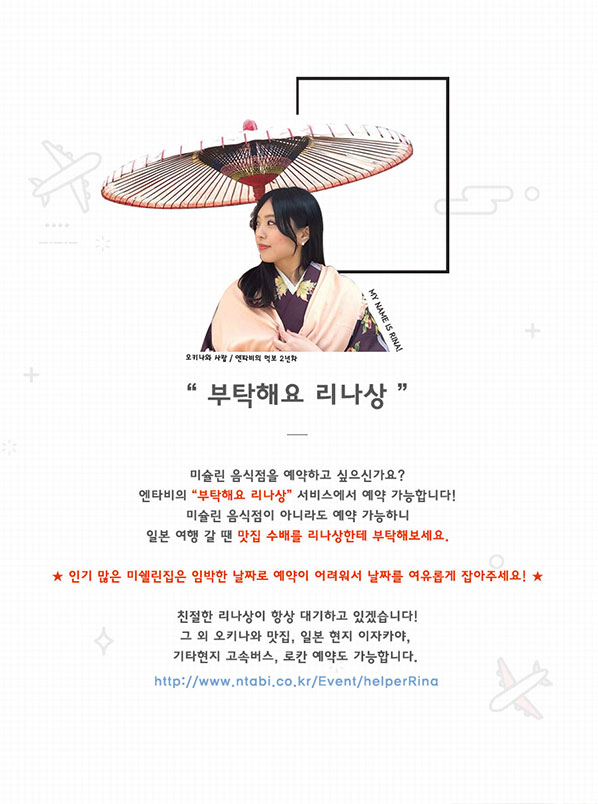 MY NAME IS RINA!
오키나와 사람 / 엔타비의 먹보 2년차
“ 부탁해요 리나상 ”
미슐린 음식점을 예약하고 싶으신가요?
엔타비의 “부탁해요 리나상” 서비스에서 예약 가능합니다!
미슐린 음식점이 아니라도 예약 가능하니
일본 여행 갈 땐 맛집 수배를 리나상한테 부탁해보세요.
★ 인기 많은 미쉘린집은 임박한 날짜로 예약이 어려워서 날짜를 여유롭게 잡아주세요! ★
친절한 리나상이 항상 대기하고 있겠습니다!
그 외 오키나와 맛집, 일본 현지 이자카야,
기타현지 고속버스, 로칸 예약도 가능합니다.
http://www.ntabi.co.kr/Event/helperRina